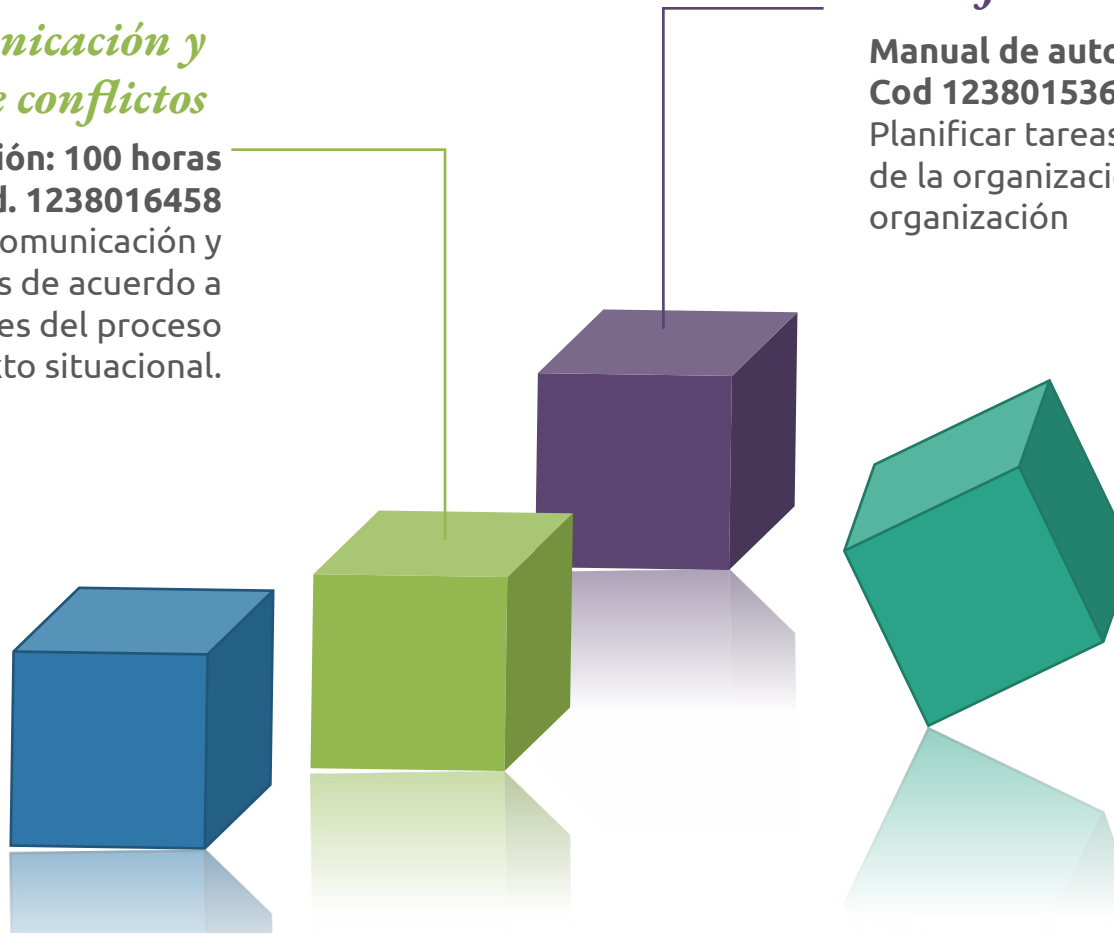 nicación y
e conflictos
ión: 100 horas
d. 1238016458
omunicación y
s de acuerdo a
es del proceso
to situacional.
Manual de auto
Cod 123801536
Planificar tareas
de la organizaci
organización